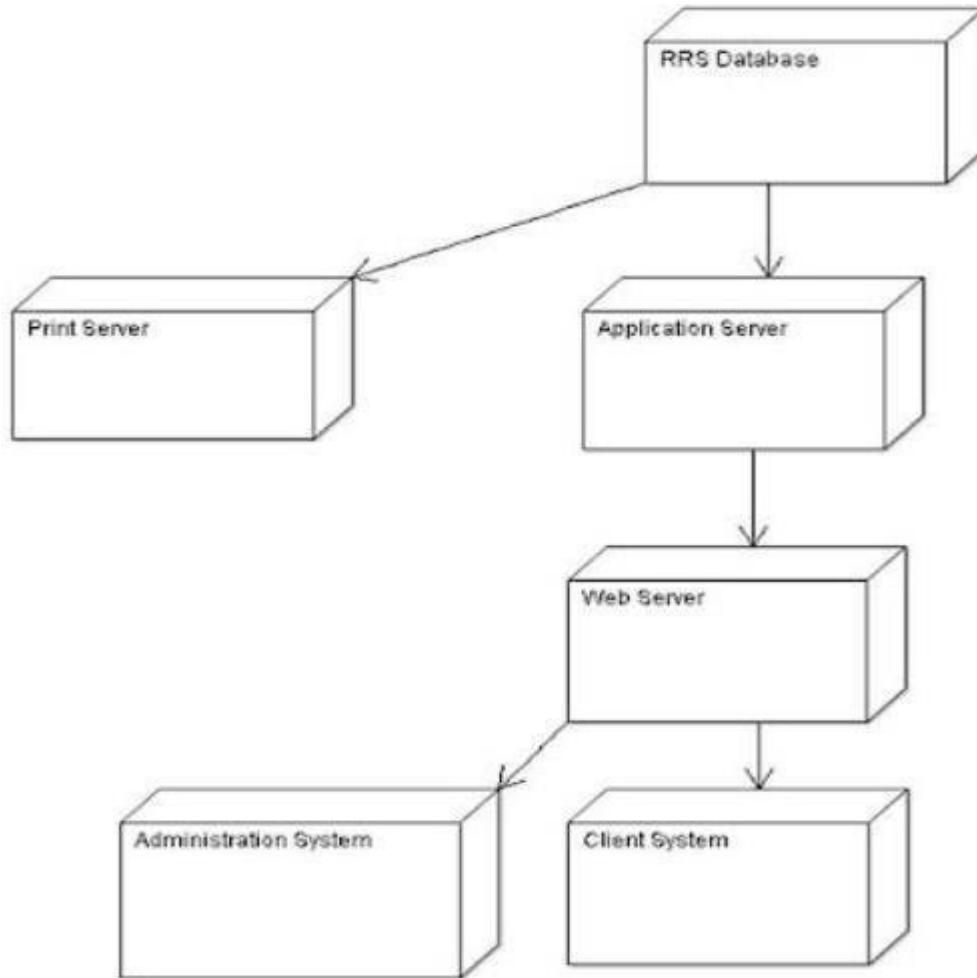 RRS Database
Print Server
Application Server
Web Server
Administration System
Client System